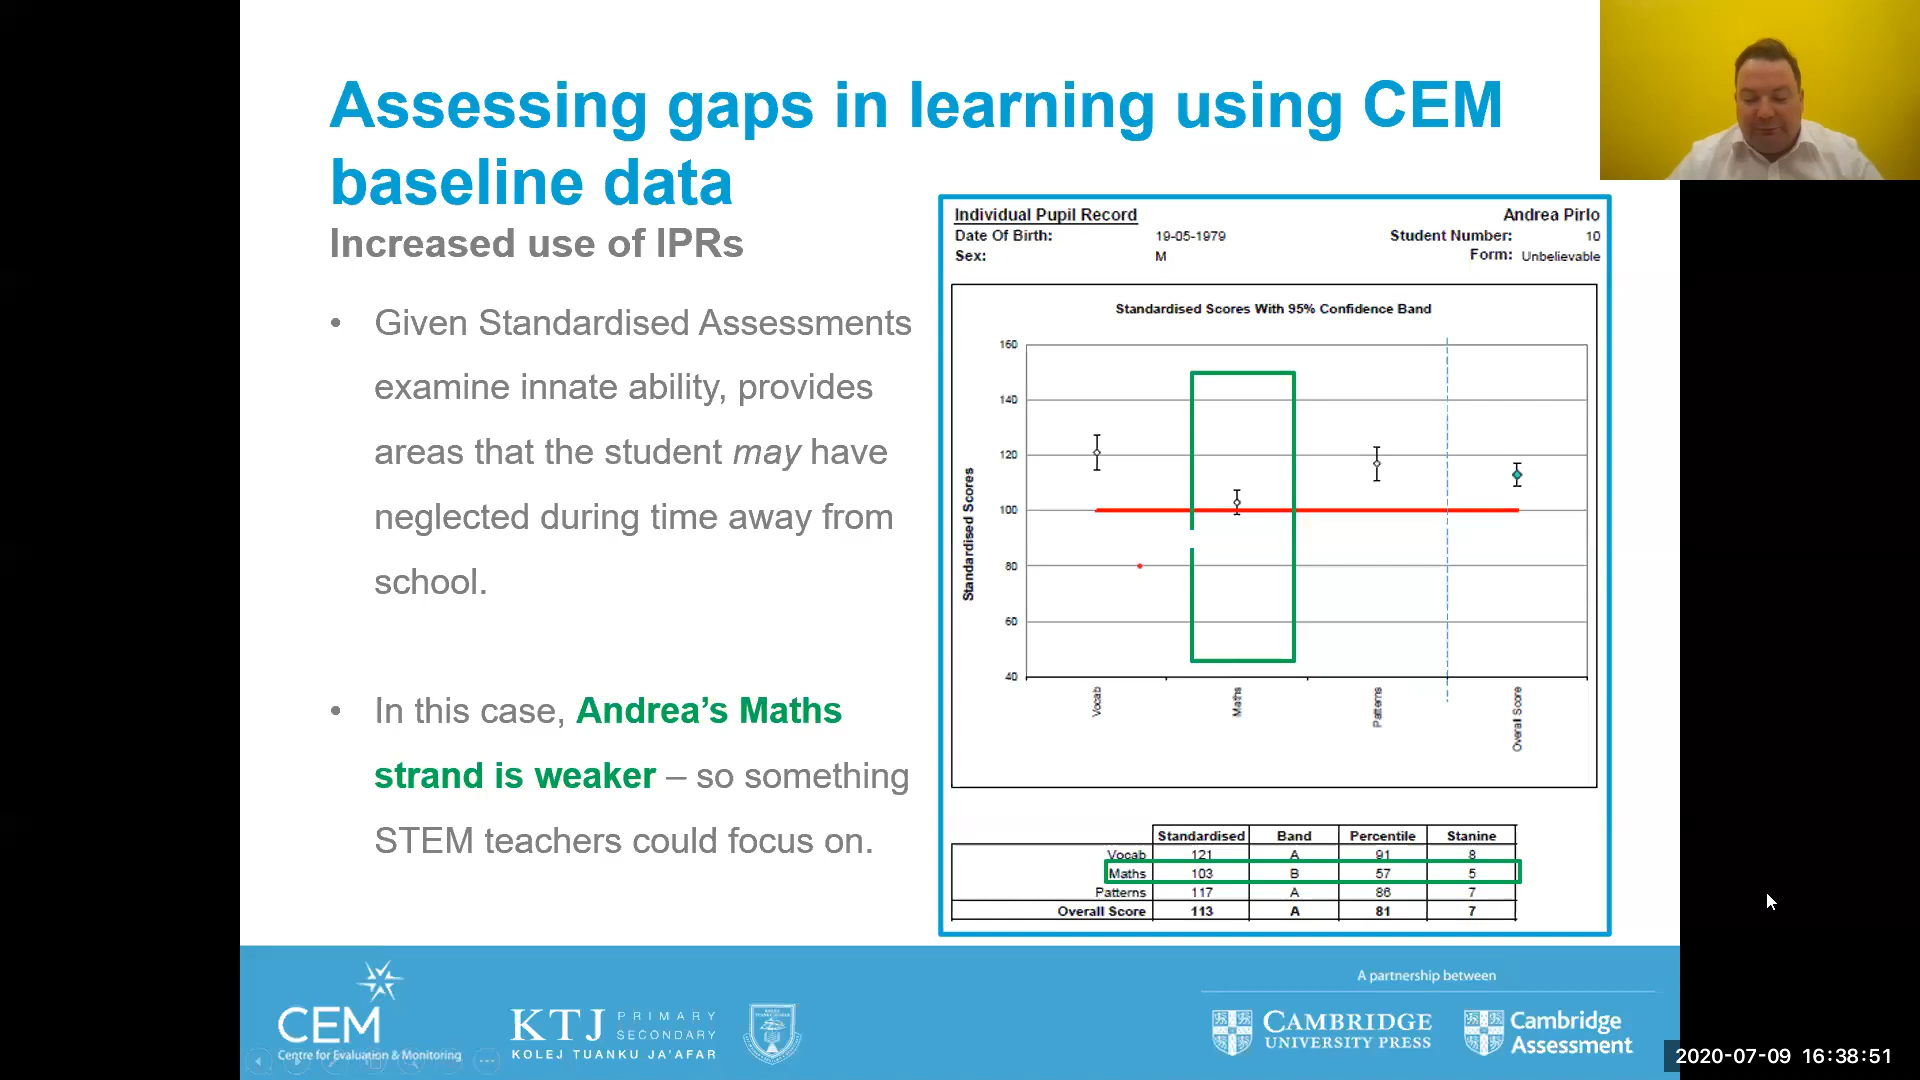 Assessing gaps in learning using CEM
baseline data
Increased use of IPRs
• Given Standardised Assessments
examine innate ability, provides
areas that the student may have
neglected during time away from
school.
• In this case, Andrea’s Maths
strand is weaker – so something
STEM teachers could focus on.
Individual Pupil Record Andrea Pirlo
Date Of Birth: 19-05-1979 Student Number: 10
Sex: M Form: Unbelievable
Standardised Scores With 95% Confidence Band
160
140
120
100
80
60
40
Standardised Scores
Vocab Maths Patterns Overall Score
Standardised Band Percentile Stanine
Vocab 121 A 91 8
Maths 103 B 57 5
Patterns 117 A 86 7
Overall Score 113 A 81 7
CEM
Centre for Evaluation & Monitoring
KTJ PRIMARY
SECONDARY
KOLEJ TUANKU JA'AFAR
A partnership between
CAMBRIDGE
UNIVERSITY PRESS
Cambridge
Assessment
2020-07-09 16:38:51